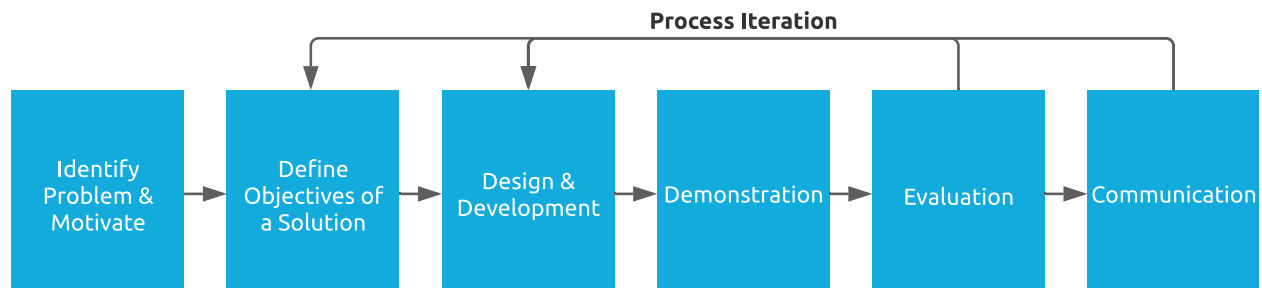 Process Iteration
Identify
Problem &
Motivate
Define
Objectives of
a Solution
Design &
Development
Demonstration
Evaluation
Communication